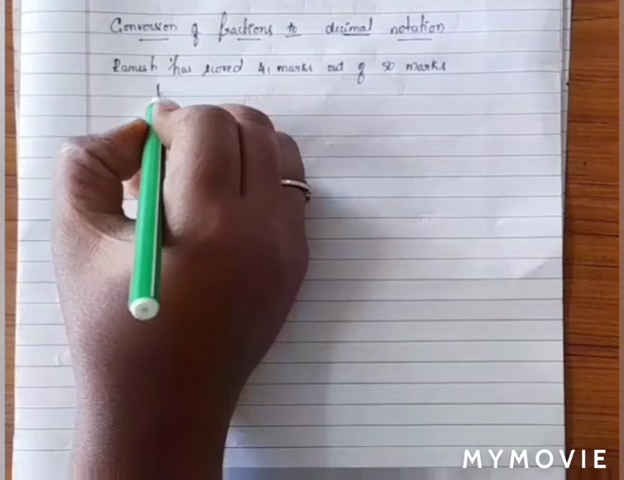 Conversion of fractions to decimal notation
Ramesh has scored 41 marks out of 50 marks
MYMOVIE